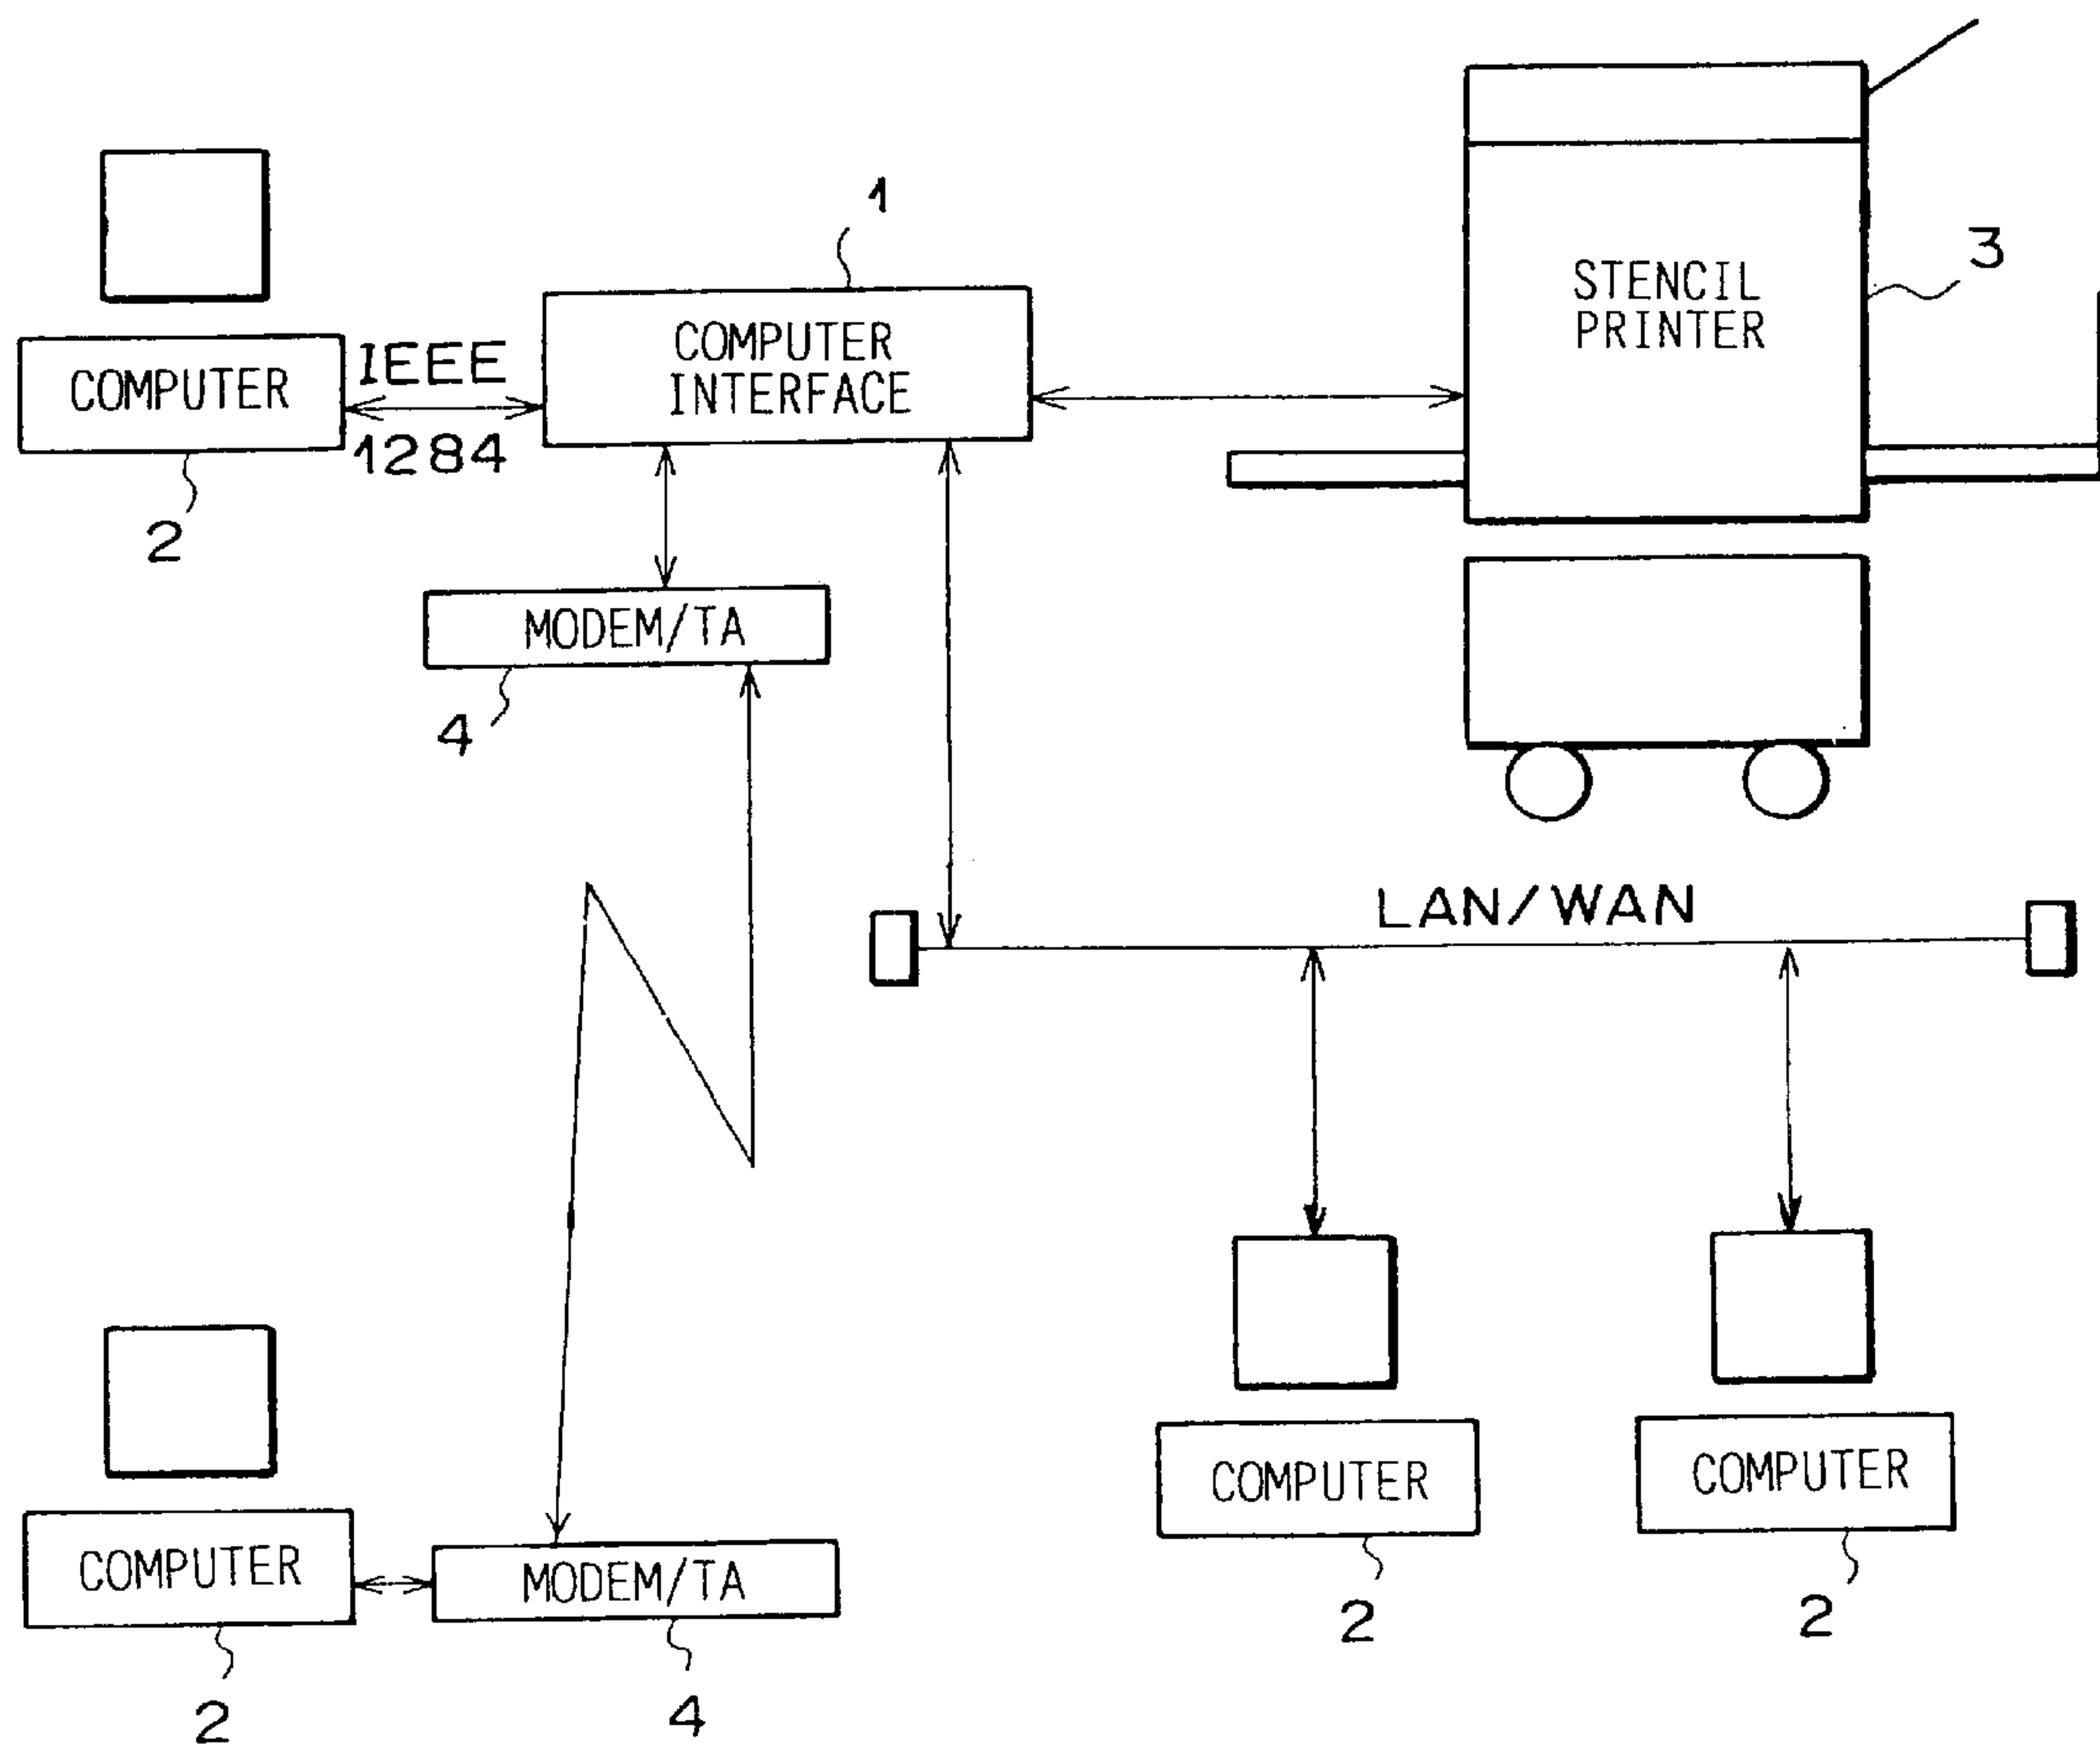 1
3
STENCIL
PRINTER
COMPUTER
INTERFACE
IEEE
COMPUTER
1284
2
MODEM/TA
4
LAN/WAN
COMPUTER
COMPUTER
2
2
COMPUTER
MODEM/TA
2
4